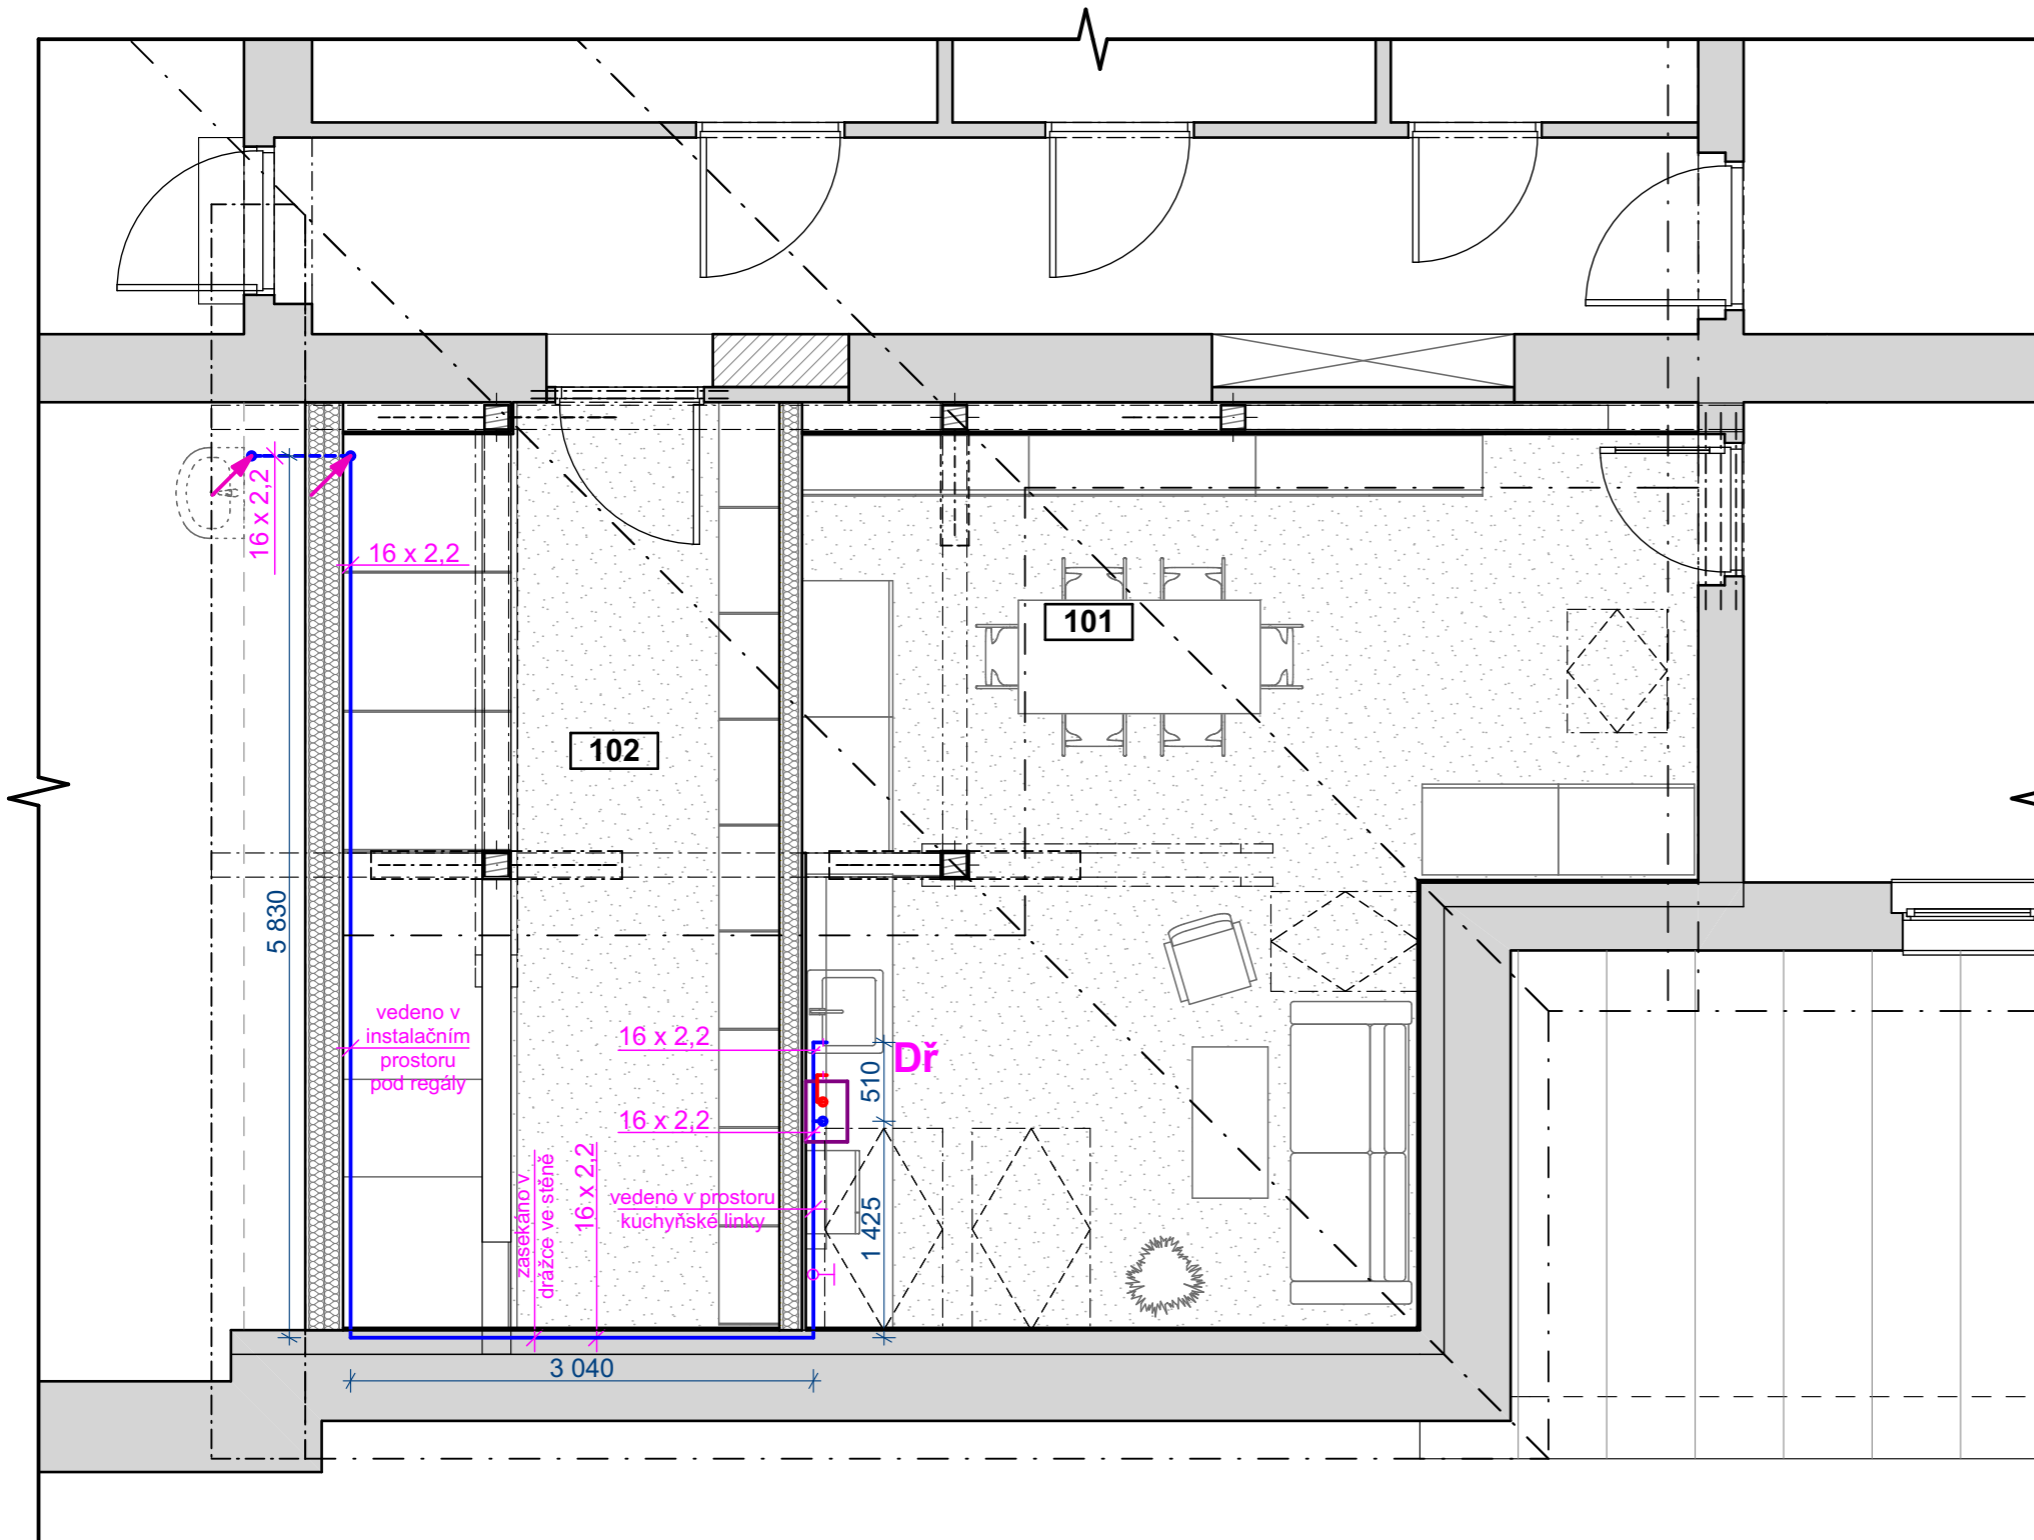 16 x 2,2
16 x 2,2
101
102
5 830
vedeno v
instalačním
prostoru
pod regály
16 x 2,2
Dř
510
16 x 2,2
zasekáno v
drážce ve stěně
16 x 2,2
vedeno v prostoru
kuchyňské linky
1 425
3 040